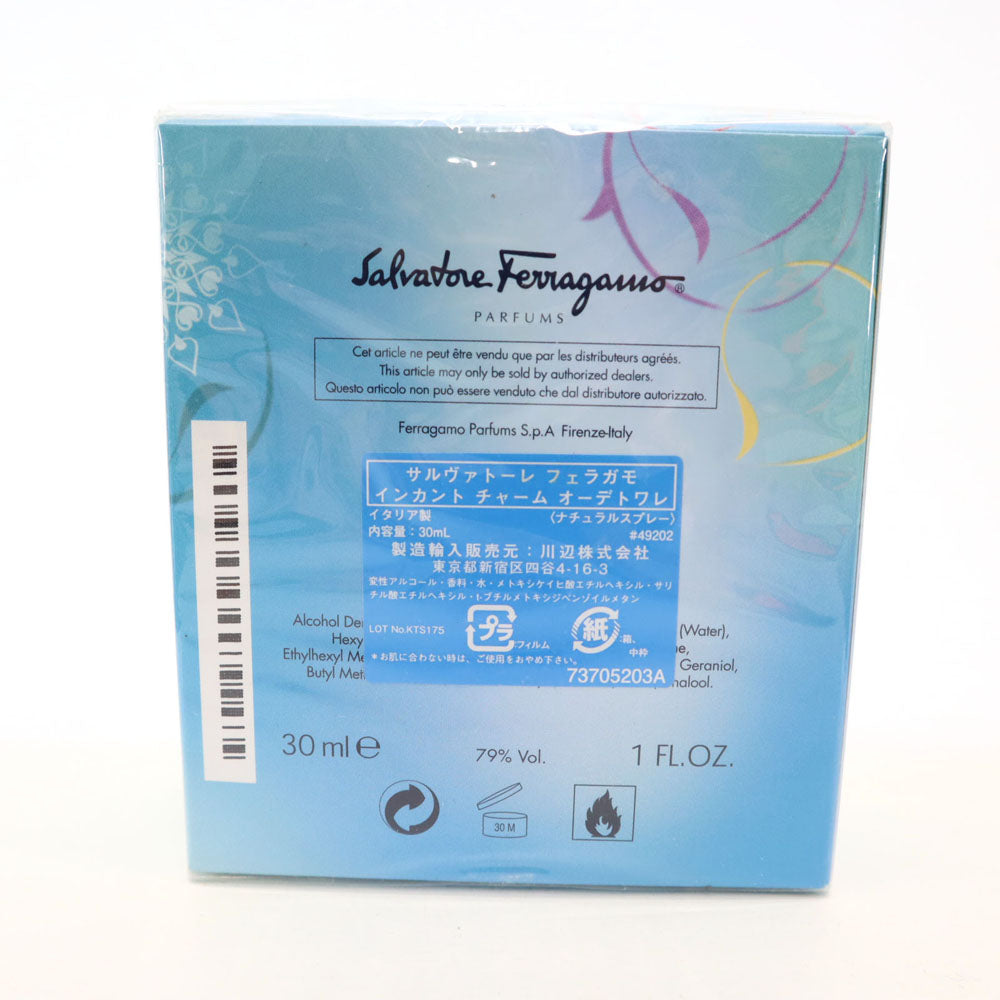 Salvatore Ferragamo®
PARFUMS
Cet article ne peut être vendu que par les distributeurs agréés.
This article may only be sold by authorized dealers.
Questo articolo non può essere venduto che dal distributore autorizzato.
Ferragamo Parfums S.p.A Firenze-Italy
サルヴァトーレ フェラガモ
インカント チャーム オーデトワレ
イタリア製 〈ナチュラルスプレー〉
内容量：30mL #49202
製造輸入販売元：川辺株式会社
東京都新宿区四谷4-16-3
変性アルコール・香料・水・メトキシケイヒ酸エチルヘキシル・サリ
チル酸エチルヘキシル・t-ブチルメトキシジベンゾイルメタン
LOT No.KTS175 プラ :フィルム 紙 :箱、
中枠
＊お肌に合わない時は、ご使用をおやめ下さい。
73705203A
Alcohol (Water),
Geraniol,
30 ml ℮ 79% Vol. 1 FL.OZ.
30 M